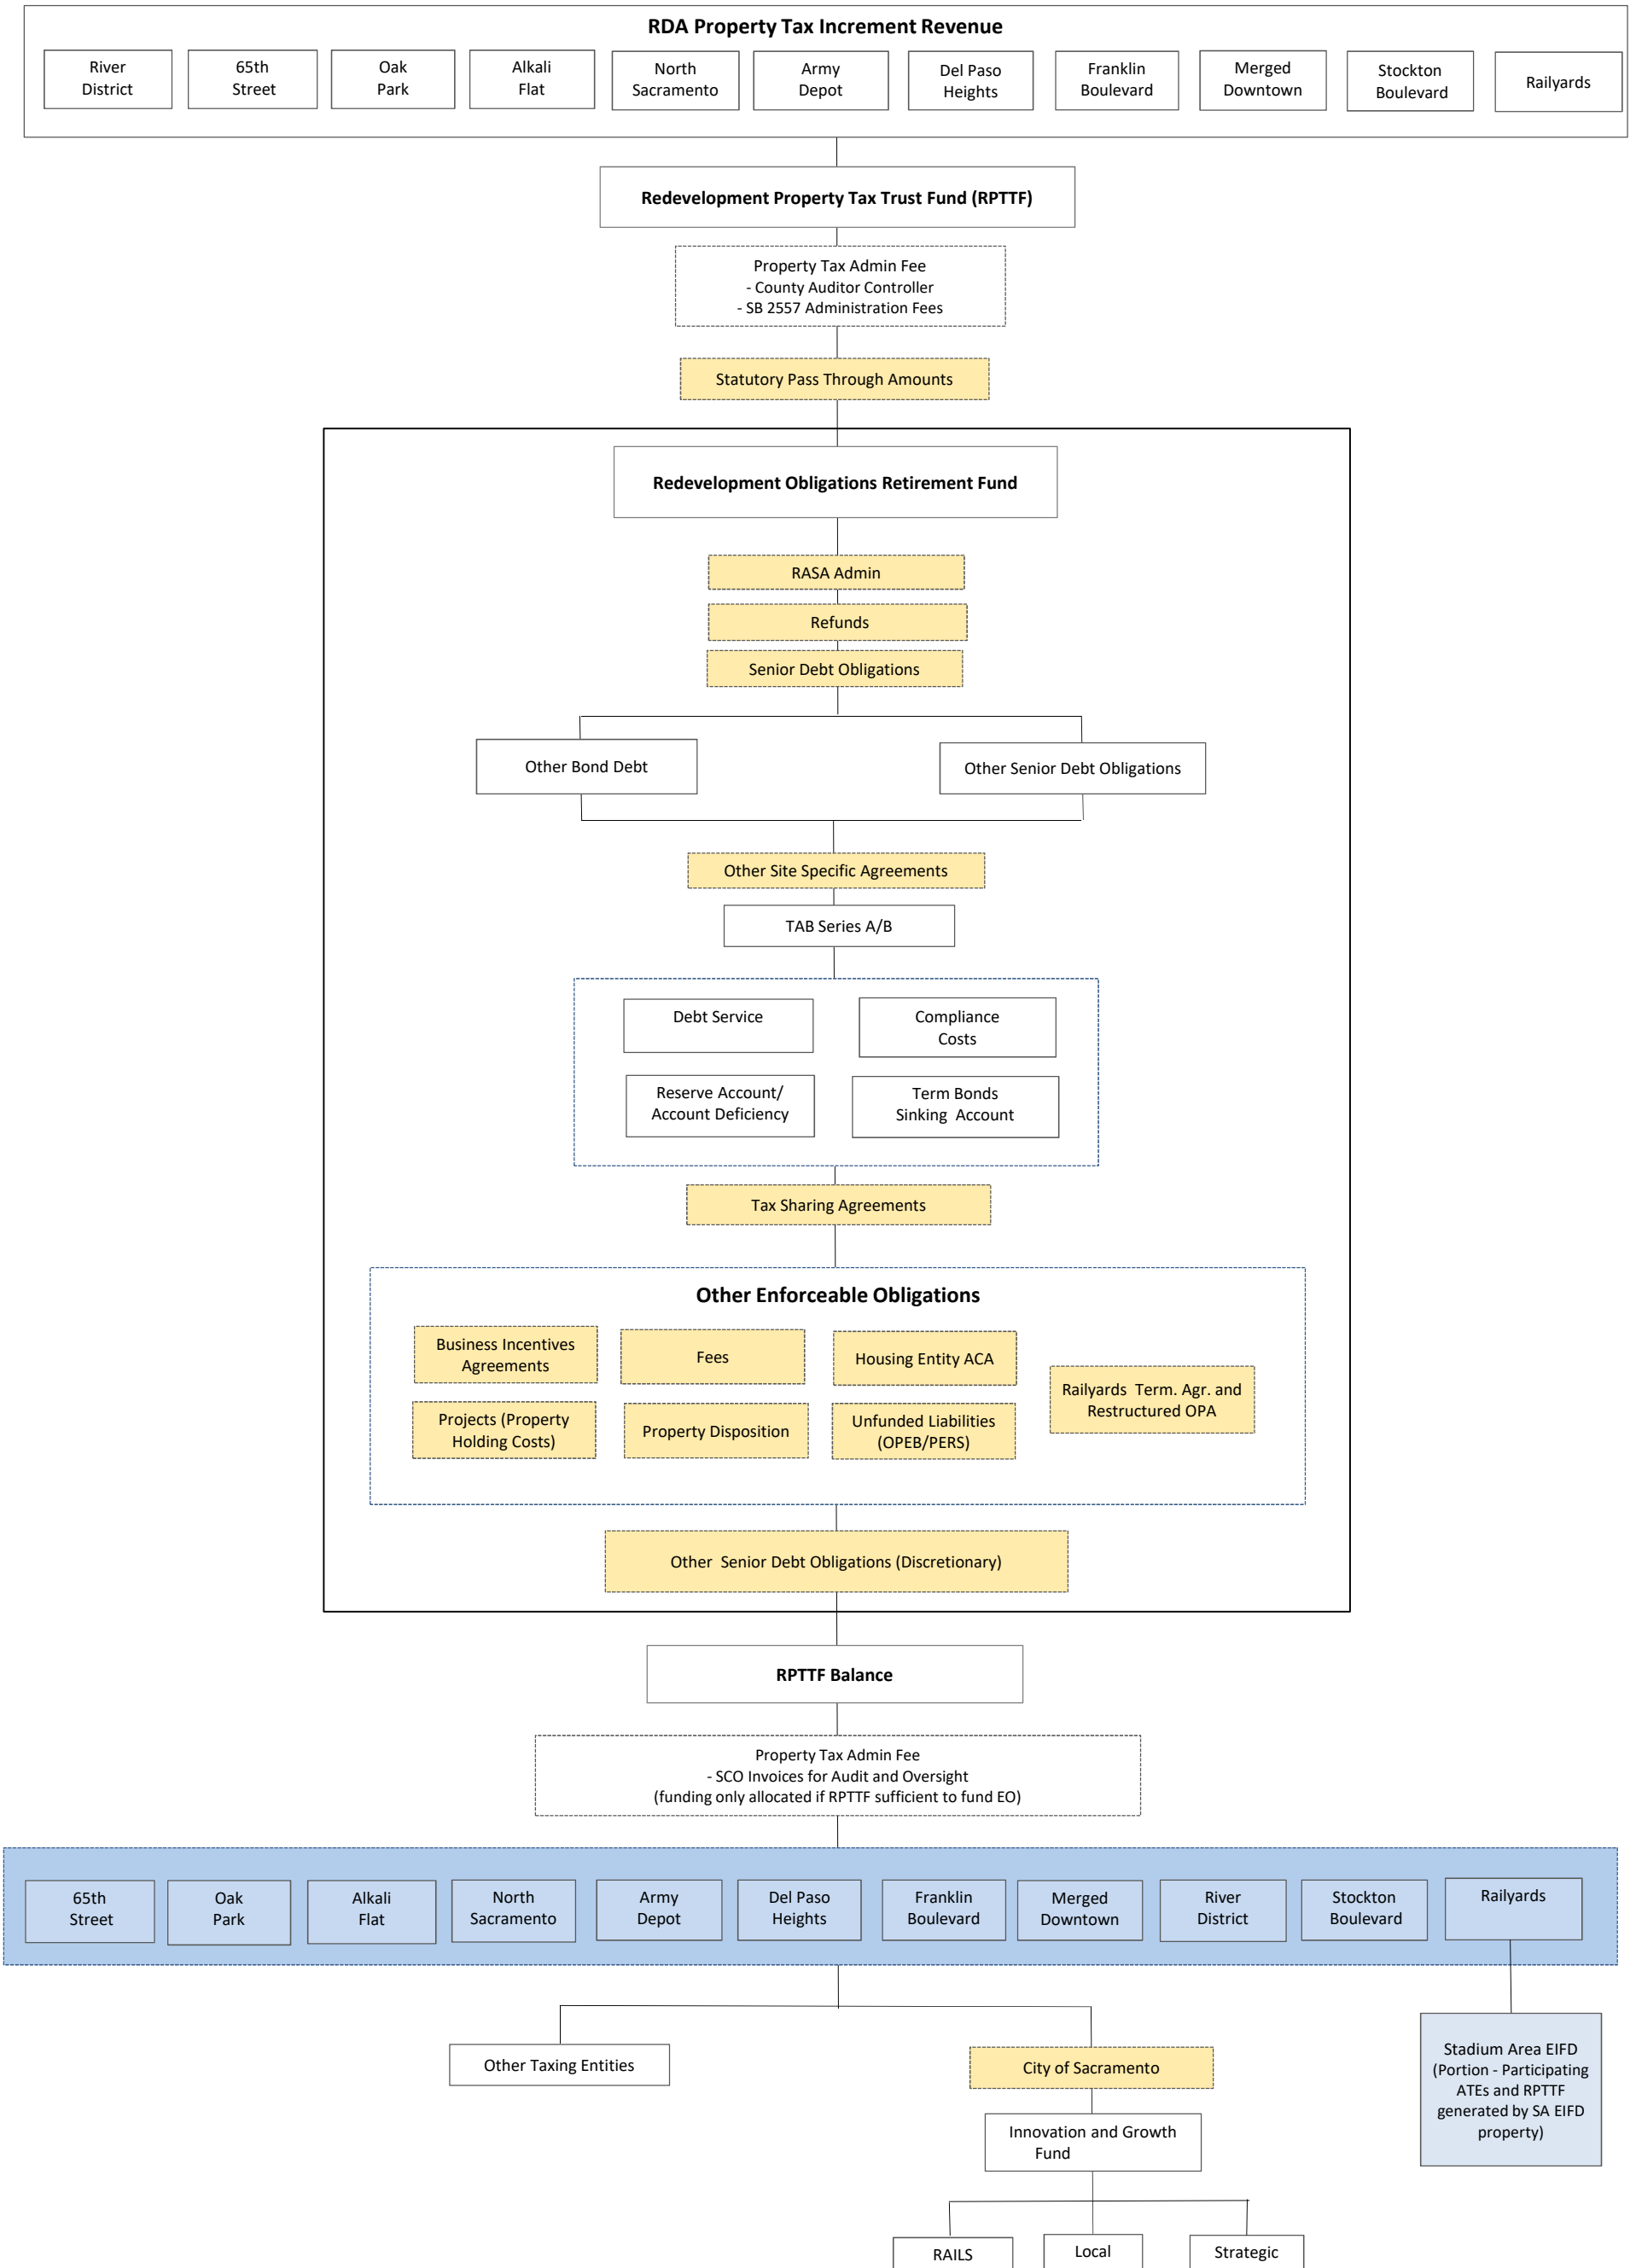 RDA Property Tax Increment Revenue
River
District
65th
Street
Oak
Park
Alkali
Flat
North
Sacramento
Army
Depot
Del Paso
Heights
Franklin
Boulevard
Merged
Downtown
Stockton
Boulevard
Railyards
Redevelopment Property Tax Trust Fund (RPTTF)
Property Tax Admin Fee
- County Auditor Controller
- SB 2557 Administration Fees
Statutory Pass Through Amounts
Redevelopment Obligations Retirement Fund
RASA Admin
Refunds
Senior Debt Obligations
Other Bond Debt
Other Senior Debt Obligations
Other Site Specific Agreements
TAB Series A/B
Debt Service
Compliance
Costs
Reserve Account/
Account Deficiency
Term Bonds
Sinking Account
Tax Sharing Agreements
Other Enforceable Obligations
Business Incentives
Agreements
Fees
Housing Entity ACA
Railyards Term. Agr. and
Restructured OPA
Projects (Property
Holding Costs)
Property Disposition
Unfunded Liabilities
(OPEB/PERS)
Other Senior Debt Obligations (Discretionary)
RPTTF Balance
Property Tax Admin Fee
- SCO Invoices for Audit and Oversight
(funding only allocated if RPTTF sufficient to fund EO)
65th
Street
Oak
Park
Alkali
Flat
North
Sacramento
Army
Depot
Del Paso
Heights
Franklin
Boulevard
Merged
Downtown
River
District
Stockton
Boulevard
Railyards
Other Taxing Entities
City of Sacramento
Stadium Area EIFD
(Portion - Participating
ATEs and RPTTF
generated by SA EIFD
property)
Innovation and Growth
Fund
RAILS
Local
Strategic